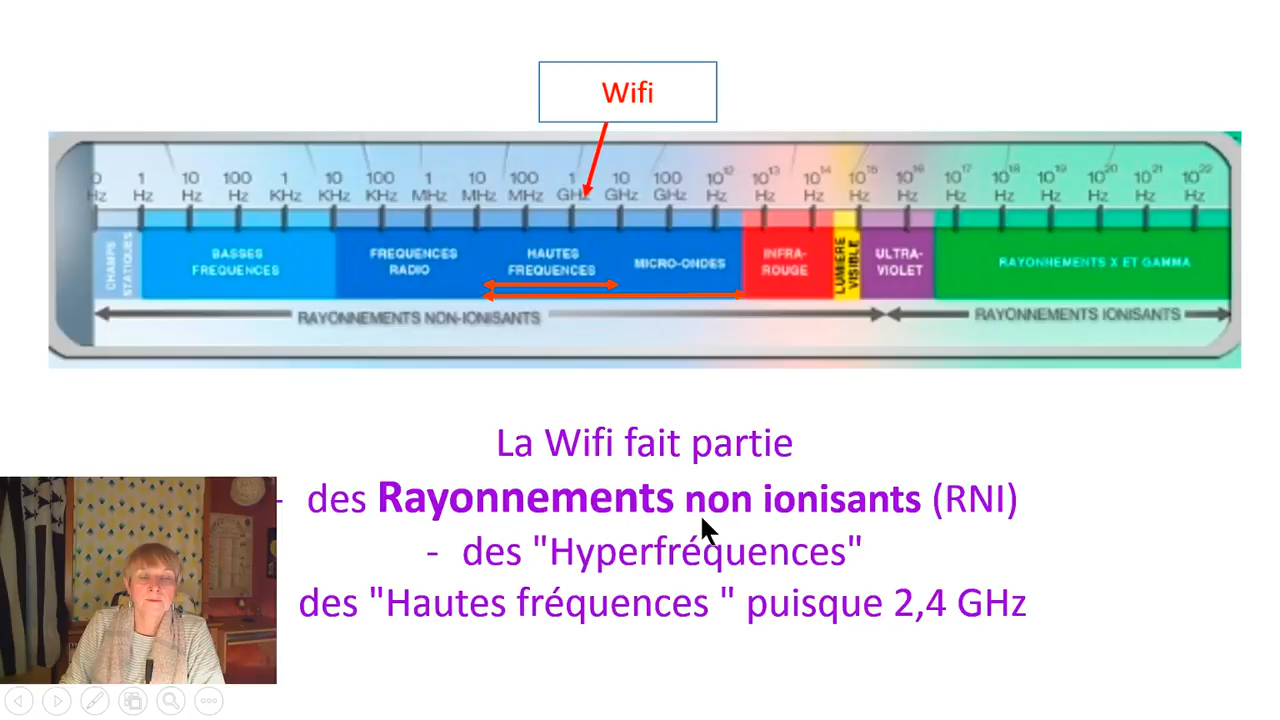 Wifi
0 Hz 1 Hz 10 Hz 100 Hz 1 KHz 10 KHz 100 KHz 1 MHz 10 MHz 100 MHz 1 GHz 10 GHz 100 GHz 10¹² Hz 10¹³ Hz 10¹⁴ Hz 10¹⁵ Hz 10¹⁶ Hz 10¹⁷ Hz 10¹⁸ Hz 10¹⁹ Hz 10²⁰ Hz 10²¹ Hz 10²² Hz
CHAMPS STATIQUES
BASSES
FREQUENCES
FREQUENCES
RADIO
HAUTES
FREQUENCES
MICRO-ONDES
INFRA-
ROUGE
LUMIERE VISIBLE
ULTRA-
VIOLET
RAYONNEMENTS X ET GAMMA
RAYONNEMENTS NON-IONISANTS
RAYONNEMENTS IONISANTS
La Wifi fait partie
- des Rayonnements non ionisants (RNI)
- des "Hyperfréquences"
des "Hautes fréquences " puisque 2,4 GHz